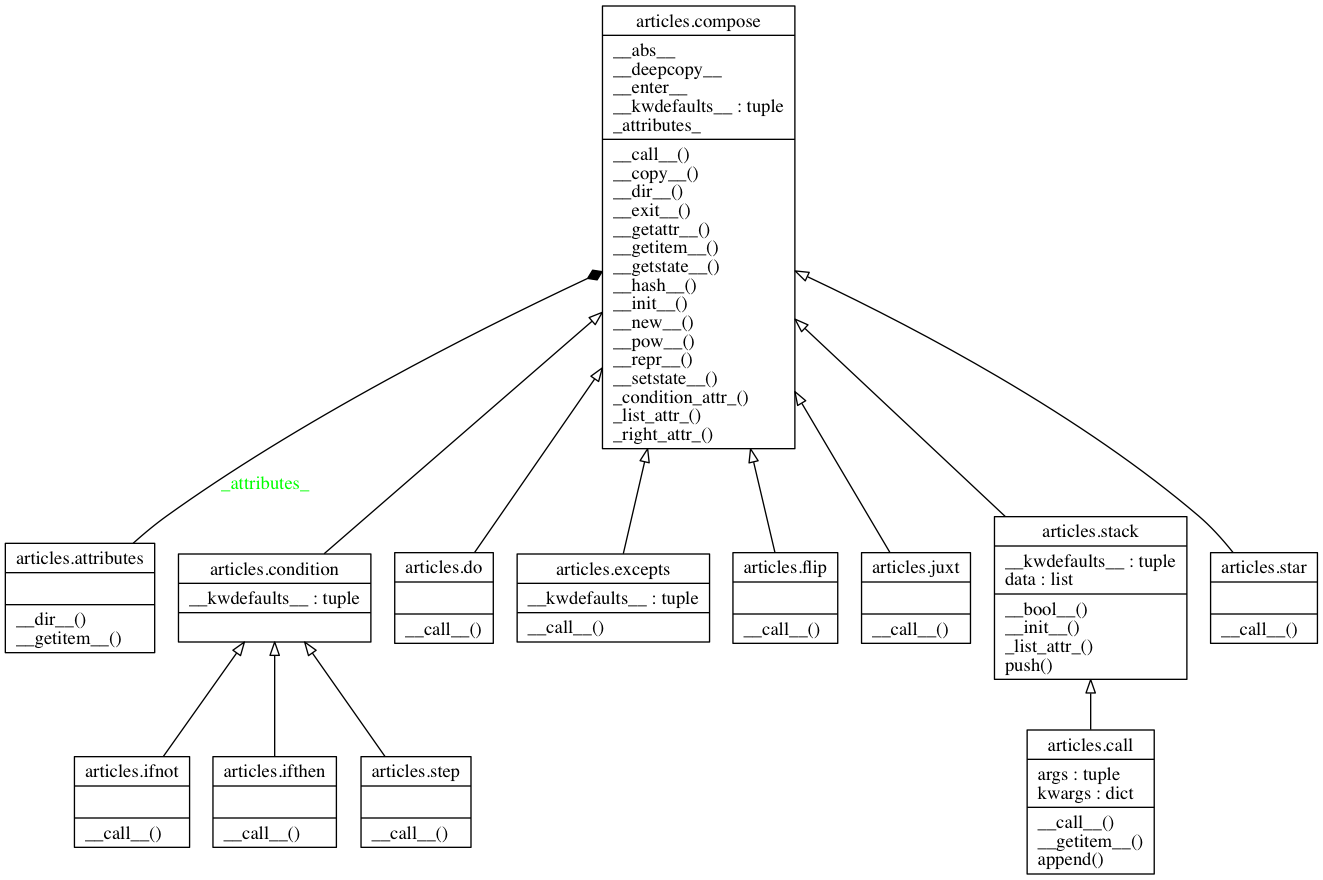 articles.compose
__abs__
__deepcopy__
__enter__
__kwdefaults__ : tuple
_attributes_
__call__()
__copy__()
__dir__()
__exit__()
__getattr__()
__getitem__()
__getstate__()
__hash__()
__init__()
__new__()
__pow__()
__repr__()
__setstate__()
_condition_attr_()
_list_attr_()
_right_attr_()
_attributes_
articles.attributes
__dir__()
__getitem__()
articles.condition
__kwdefaults__ : tuple
articles.do
__call__()
articles.excepts
__kwdefaults__ : tuple
__call__()
articles.flip
__call__()
articles.juxt
__call__()
articles.stack
__kwdefaults__ : tuple
data : list
__bool__()
__init__()
_list_attr_()
push()
articles.star
__call__()
articles.ifnot
__call__()
articles.ifthen
__call__()
articles.step
__call__()
articles.call
args : tuple
kwargs : dict
__call__()
__getitem__()
append()